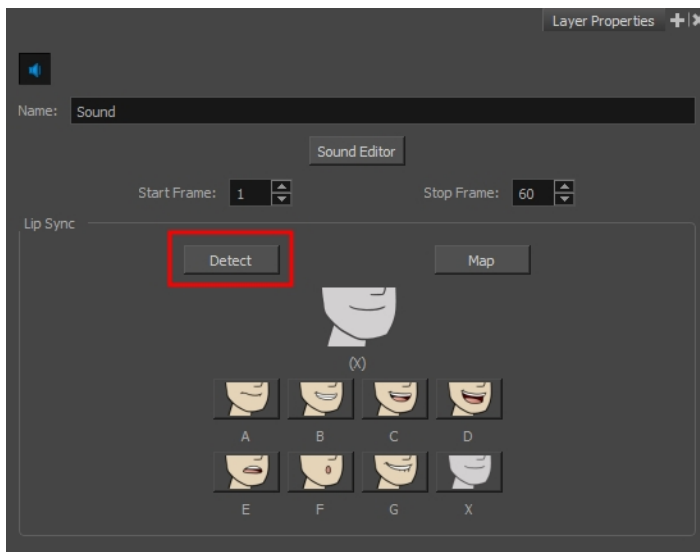 Layer Properties
Name: Sound
Sound Editor
Start Frame: 1 Stop Frame: 60
Lip Sync
Detect Map
(X)
A B C D
E F G X